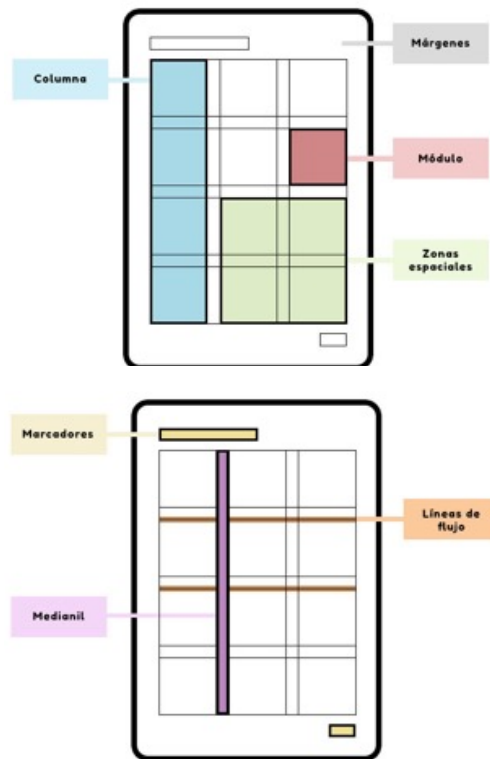 Márgenes
Columna
Módulo
Zonas
espaciales
Marcadores
Líneas de
flujo
Medianil